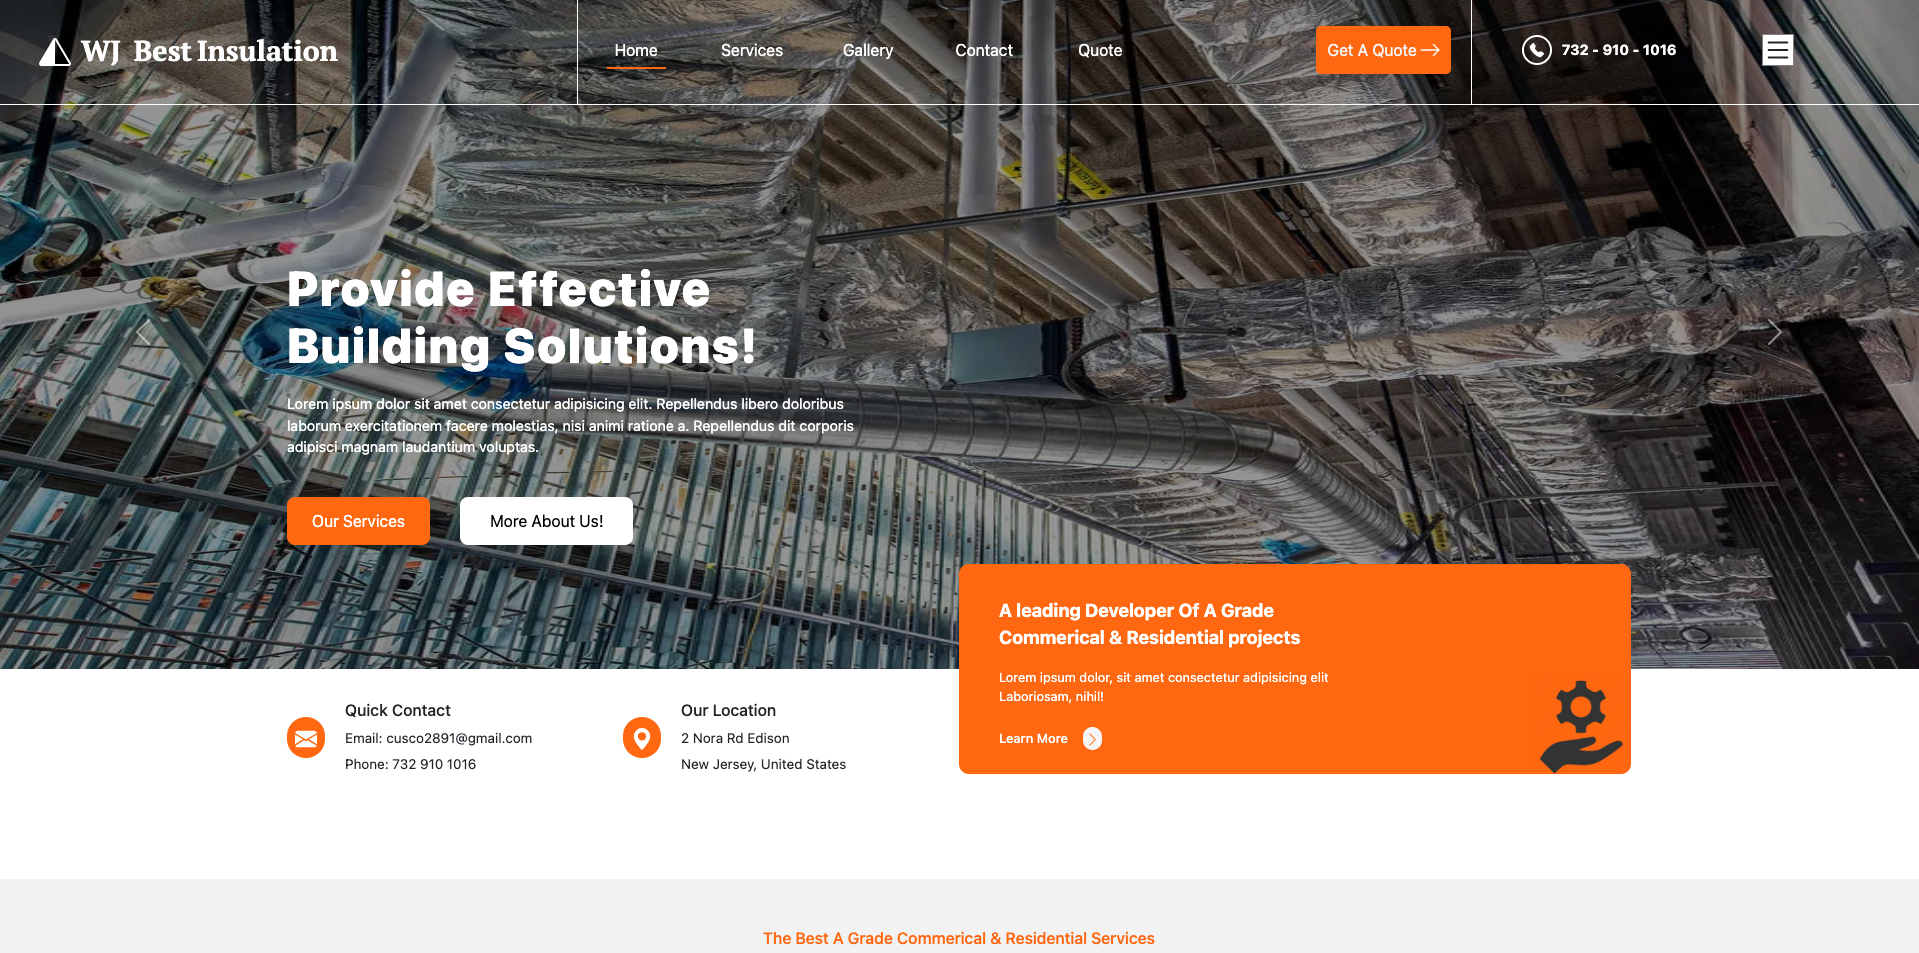 WJ Best Insulation
Home
Services
Gallery
Contact
Quote
Get A Quote
732 - 910 - 1016
Provide Effective
Building Solutions!
Lorem ipsum dolor sit amet consectetur adipisicing elit. Repellendus libero doloribus
laborum exercitationem facere molestias, nisi animi ratione a. Repellendus dit corporis
adipisci magnam laudantium voluptas.
Our Services
More About Us!
A leading Developer Of A Grade
Commerical & Residential projects
Lorem ipsum dolor, sit amet consectetur adipisicing elit
Laboriosam, nihil!
Learn More
Quick Contact
Email: cusco2891@gmail.com
Phone: 732 910 1016
Our Location
2 Nora Rd Edison
New Jersey, United States
The Best A Grade Commerical & Residential Services